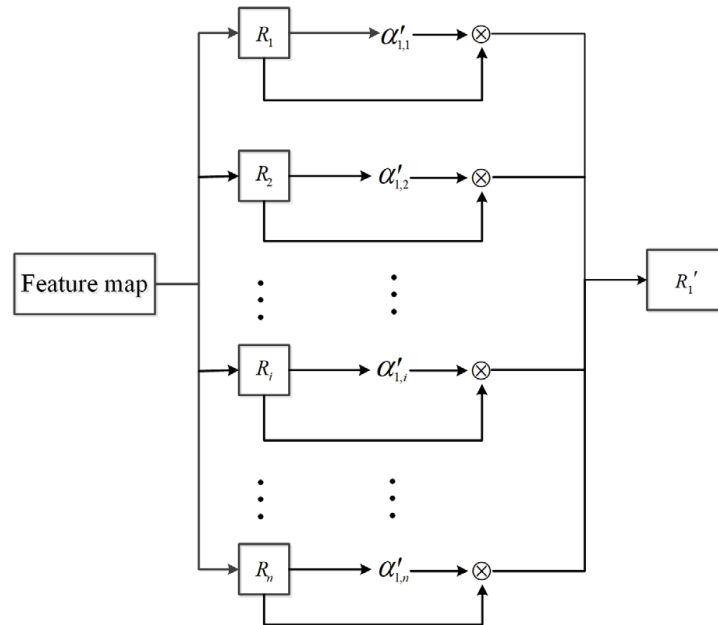 R₁ α′₁,₁ ⊗
R₂ α′₁,₂ ⊗
Feature map
R₁′
Rᵢ α′₁,ᵢ ⊗
Rₙ α′₁,ₙ ⊗